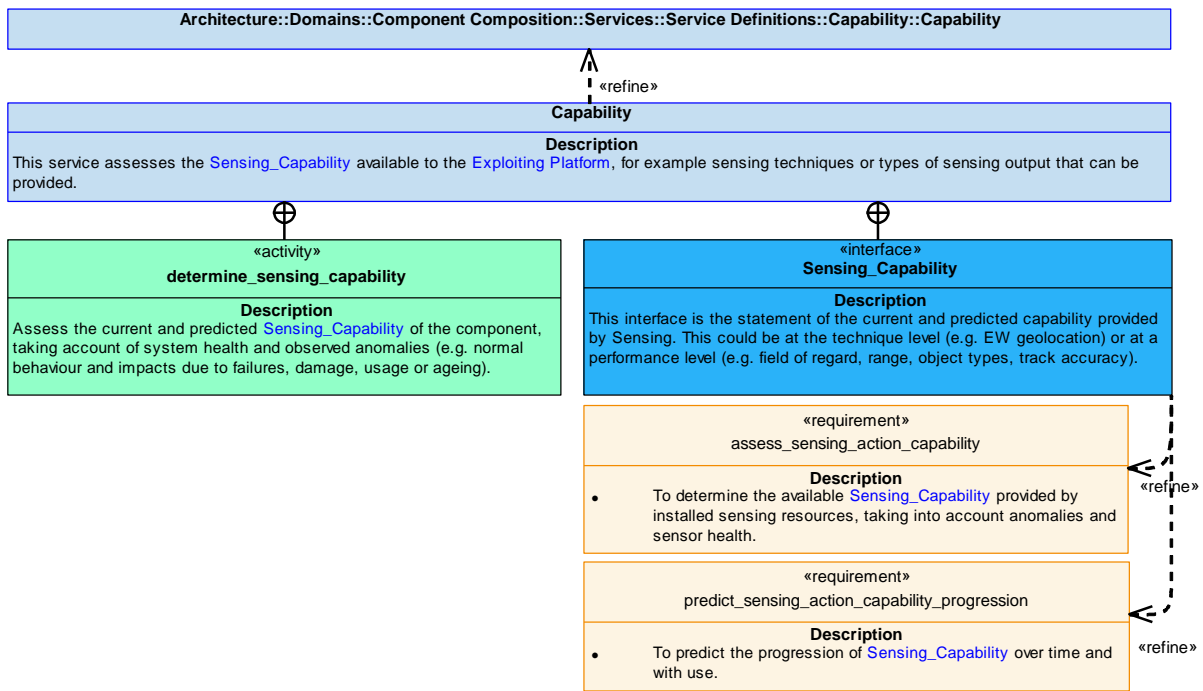 Architecture::Domains::Component Composition::Services::Service Definitions::Capability::Capability
«refine»
Capability
Description
This service assesses the Sensing_Capability available to the Exploiting Platform, for example sensing techniques or types of sensing output that can be
provided.
«activity»
determine_sensing_capability
Description
Assess the current and predicted Sensing_Capability of the component,
taking account of system health and observed anomalies (e.g. normal
behaviour and impacts due to failures, damage, usage or ageing).
«interface»
Sensing_Capability
Description
This interface is the statement of the current and predicted capability provided
by Sensing. This could be at the technique level (e.g. EW geolocation) or at a
performance level (e.g. field of regard, range, object types, track accuracy).
«requirement»
assess_sensing_action_capability
Description
• To determine the available Sensing_Capability provided by
installed sensing resources, taking into account anomalies and
sensor health.
«refine»
«requirement»
predict_sensing_action_capability_progression
Description
• To predict the progression of Sensing_Capability over time and
with use.
«refine»